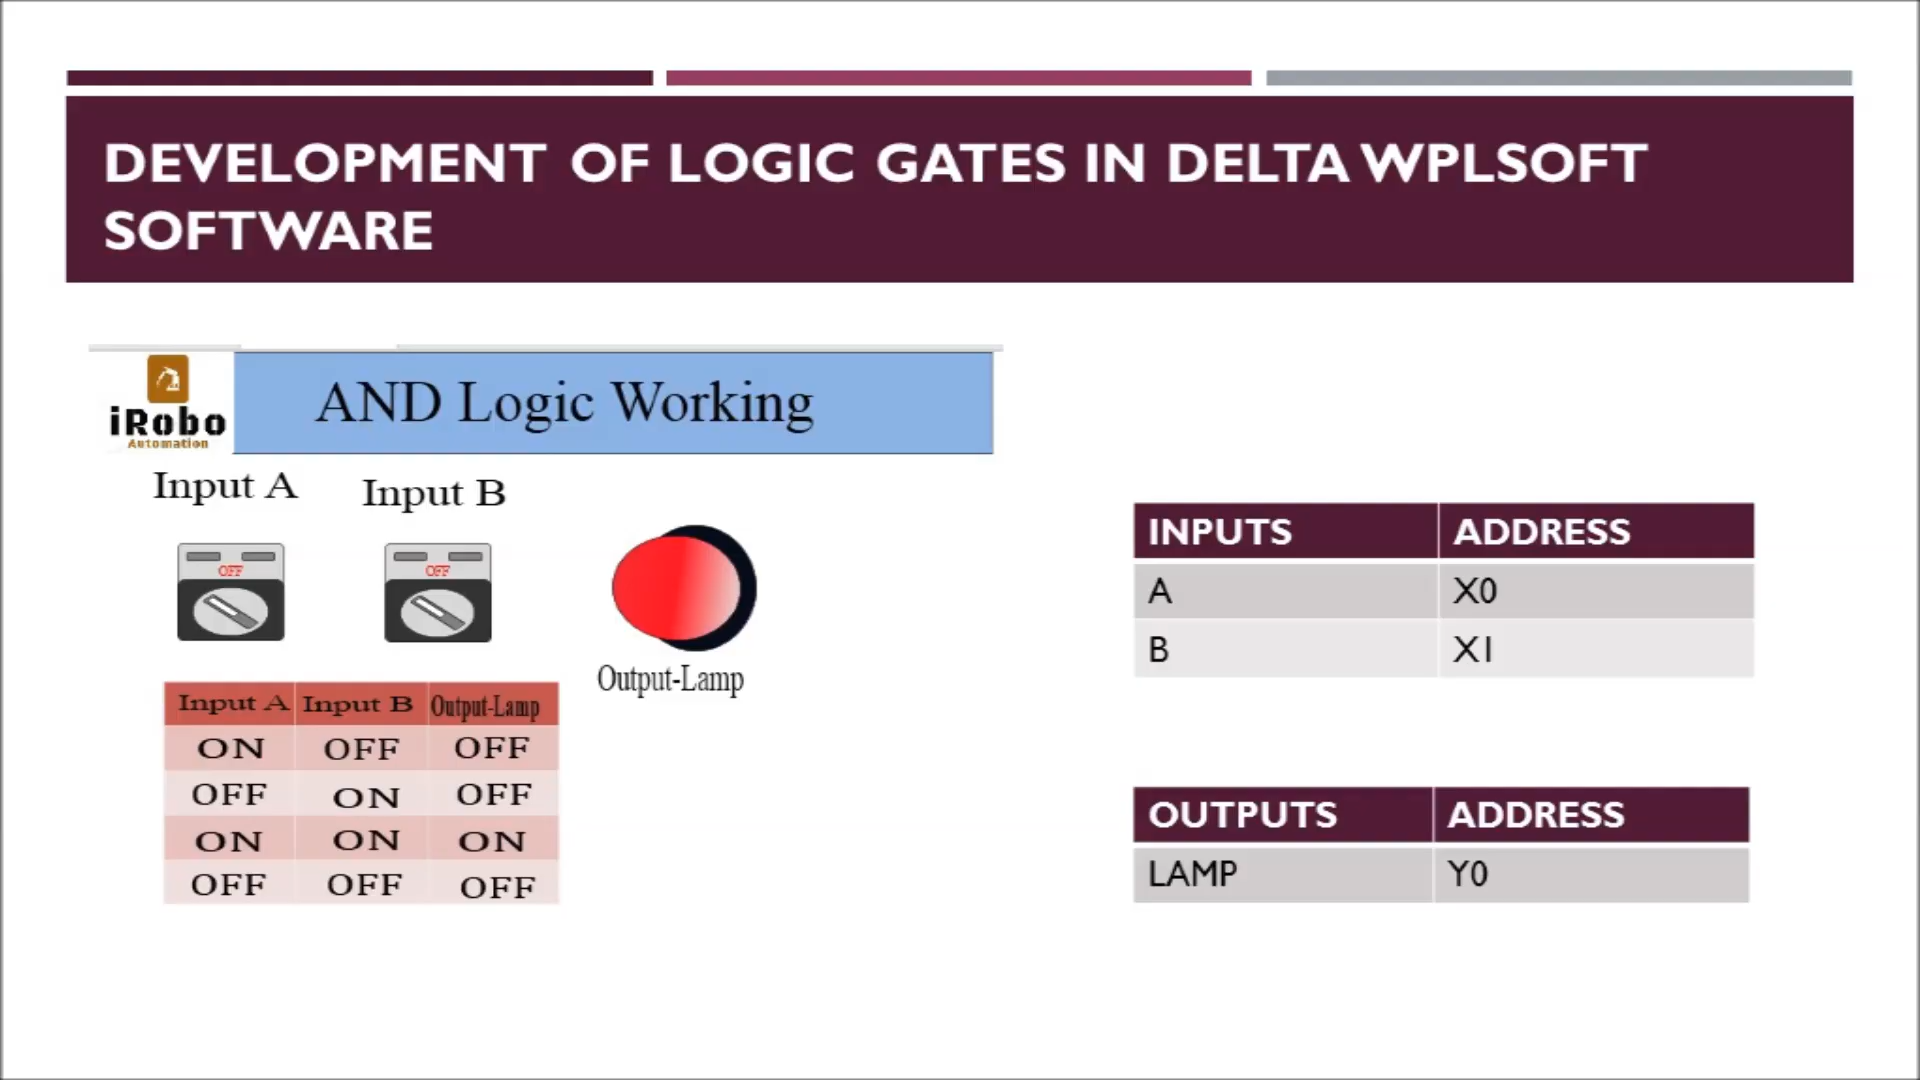 DEVELOPMENT OF LOGIC GATES IN DELTA WPLSOFT
SOFTWARE
iRobo
Automation
AND Logic Working
Input A Input B
OFF OFF
Output-Lamp
Input A Input B Output-Lamp
ON OFF OFF
OFF ON OFF
ON ON ON
OFF OFF OFF
INPUTS ADDRESS
A X0
B X1
OUTPUTS ADDRESS
LAMP Y0